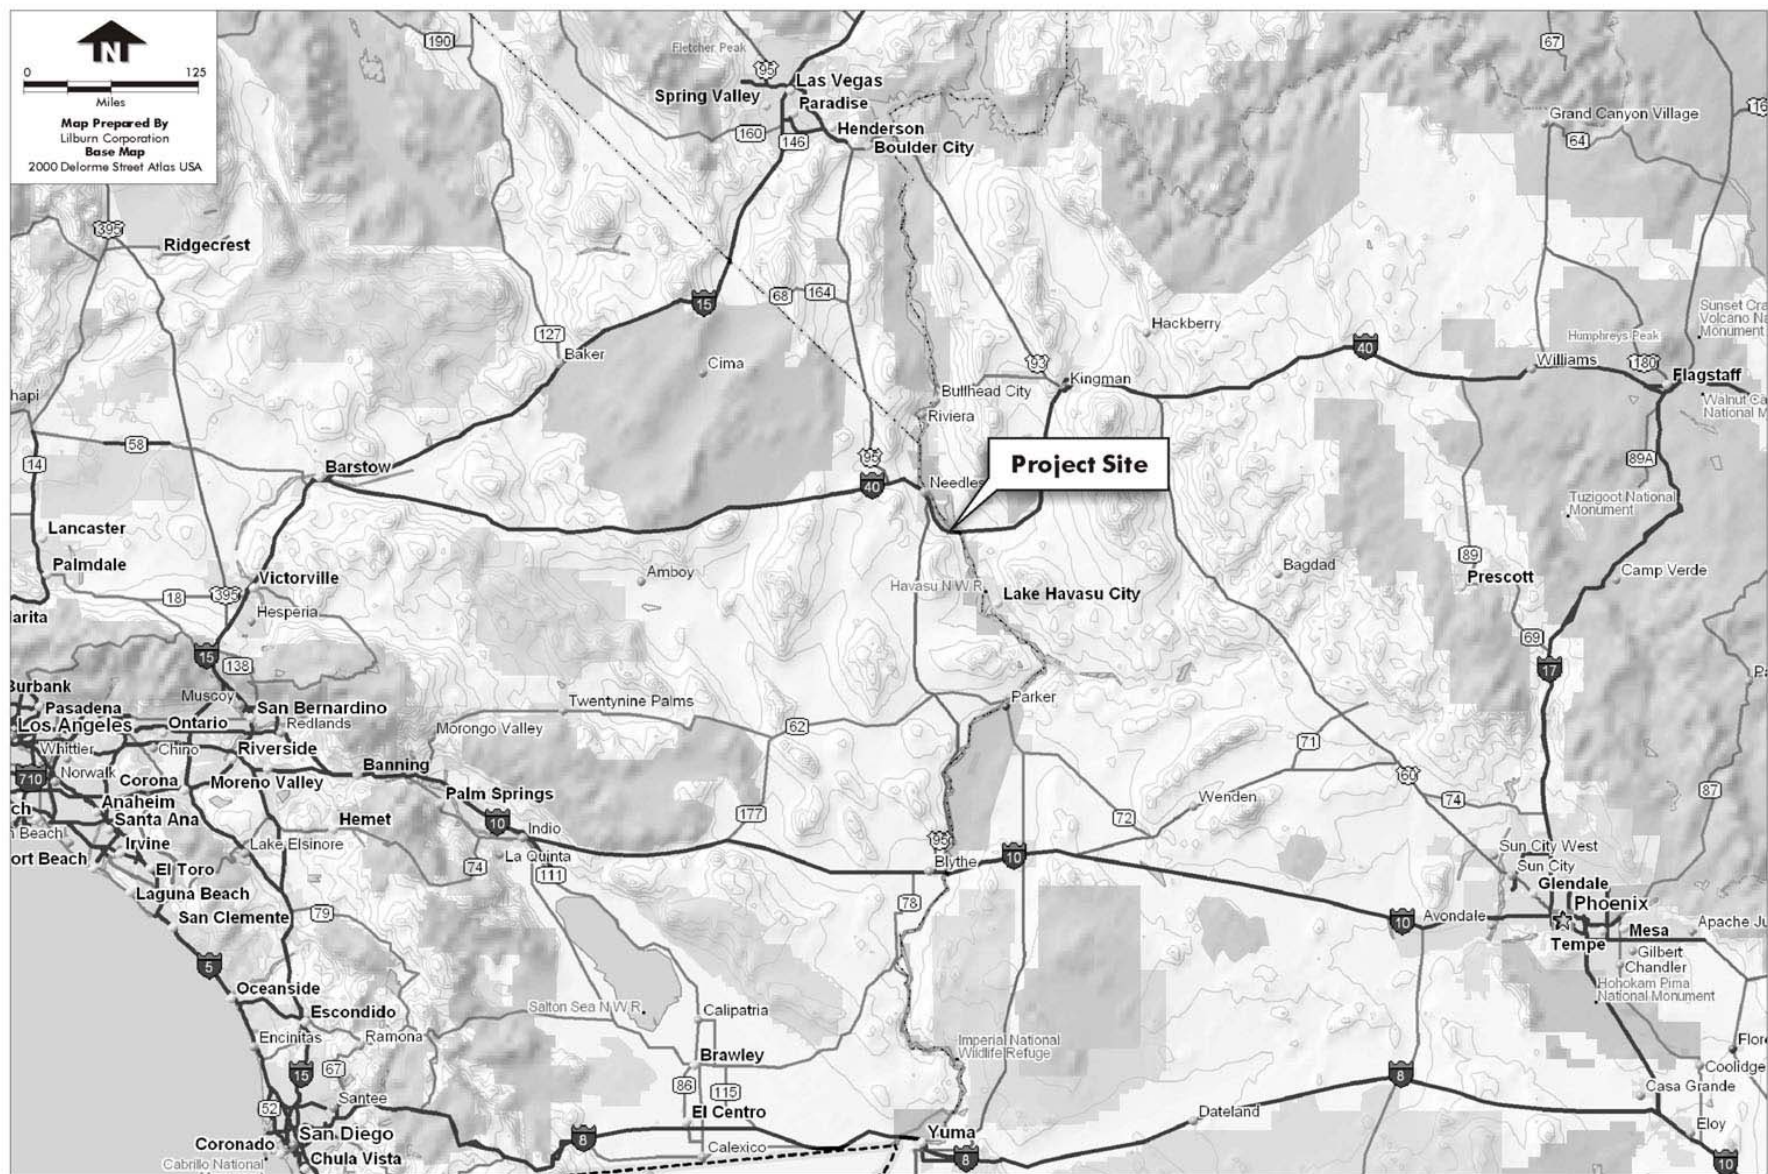 N
0 125
Miles
Map Prepared By
Lilburn Corporation
Base Map
2000 Delorme Street Atlas USA
190
Fletcher Peak
95
67
Las Vegas
Spring Valley
Paradise
160
146
Henderson
Boulder City
Grand Canyon Village
64
395
Ridgecrest
15
68
164
127
Baker
Cima
Hackberry
Sunset Cra
Volcano Na
Monument
Humphreys Peak
40
93
Kingman
Williams
180
Flagstaff
Walnut Ca
National M
hapi
Bullhead City
Riviera
58
14
Barstow
95
40
Needles
Project Site
89A
Tuzigoot National
Monument
Lancaster
Palmdale
Victorville
395
18
Hesperia
Amboy
Havasu N W R
Lake Havasu City
Bagdad
89
Prescott
Camp Verde
larita
15
138
69
17
Burbank
Muscoy
Pasadena
San Bernardino
Los Angeles
Ontario
Redlands
Twentynine Palms
Parker
Morongo Valley
62
Whittier
Chino
Riverside
71
710
Norwalk
Corona
Moreno Valley
Banning
60
Anaheim
Palm Springs
Wenden
74
87
ch
Santa Ana
Hemet
10
Indio
177
72
n Beach
Irvine
Lake Elsinore
95
ort Beach
El Toro
74
La Quinta
111
Blythe
10
Sun City West
Sun City
Laguna Beach
Glendale
San Clemente
79
78
Phoenix
10
Avondale
Apache Ju
Mesa
Tempe
Gilbert
Chandler
5
Oceanside
Hohokam Pima
National Monument
Escondido
Salton Sea N W R
Calipatria
Encinitas
Ramona
Imperial National
Wildlife Refuge
Flore
Brawley
15
67
86
115
8
Coolidge
52
Santee
El Centro
Casa Grande
Dateland
San Diego
Coronado
8
Calexico
Yuma
Eloy
Cabrillo National
Chula Vista
8
10